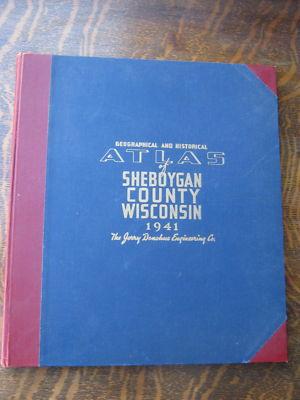 GEOGRAPHICAL AND HISTORICAL
ATLAS
of
SHEBOYGAN
COUNTY
WISCONSIN
1941
The Jerry Donohue Engineering Co.